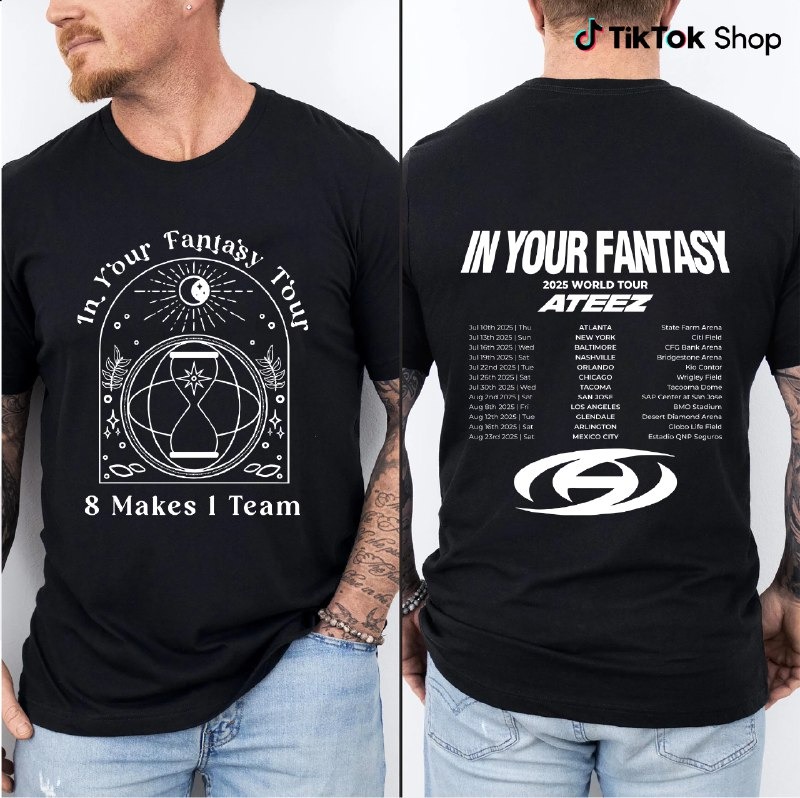 TikTok Shop
In Your Fantasy Tour
8 Makes 1 Team
IN YOUR FANTASY
2025 WORLD TOUR
ATEEZ
Jul 10th 2025 | Thu ATLANTA State Farm Arena
Jul 13th 2025 | Sun NEW YORK Citi Field
Jul 16th 2025 | Wed BALTIMORE CFG Bank Arena
Jul 19th 2025 | Sat NASHVILLE Bridgestone Arena
Jul 22nd 2025 | Tue ORLANDO Kia Contor
Jul 26th 2025 | Sat CHICAGO Wrigley Field
Jul 30th 2025 | Wed TACOMA Tacooma Dome
Aug 2nd 2025 | Sat SAN JOSE SAP Center at San Jose
Aug 8th 2025 | Fri LOS ANGELES BMO Stadium
Aug 12th 2025 | Tue GLENDALE Desert Diamond Arena
Aug 16th 2025 | Sat ARLINGTON Globo Life Field
Aug 23rd 2025 | Sat MEXICO CITY Estadio QNP Seguros